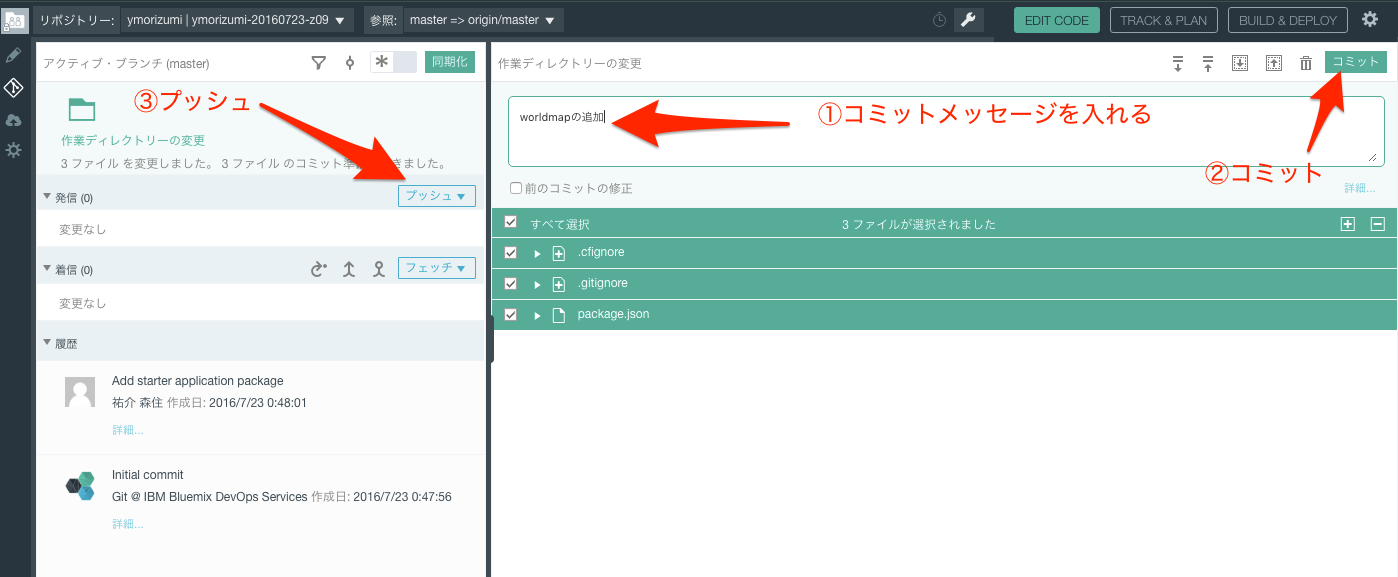 リポジトリー: ymorizumi | ymorizumi-20160723-z09 ▼ 参照: master => origin/master ▼ EDIT CODE TRACK & PLAN BUILD & DEPLOY
アクティブ・ブランチ (master) 同期化
③プッシュ
作業ディレクトリーの変更
3 ファイル を変更しました。 3 ファイル のコミット準 きました。
発信 (0) プッシュ ▼
変更なし
着信 (0) フェッチ ▼
変更なし
履歴
Add starter application package
祐介 森住 作成日: 2016/7/23 0:48:01
詳細...
Initial commit
Git @ IBM Bluemix DevOps Services 作成日: 2016/7/23 0:47:56
詳細...
作業ディレクトリーの変更 コミット
worldmapの追加
①コミットメッセージを入れる
②コミット
前のコミットの修正 詳細...
すべて選択 3 ファイルが選択されました
.cfignore
.gitignore
package.json